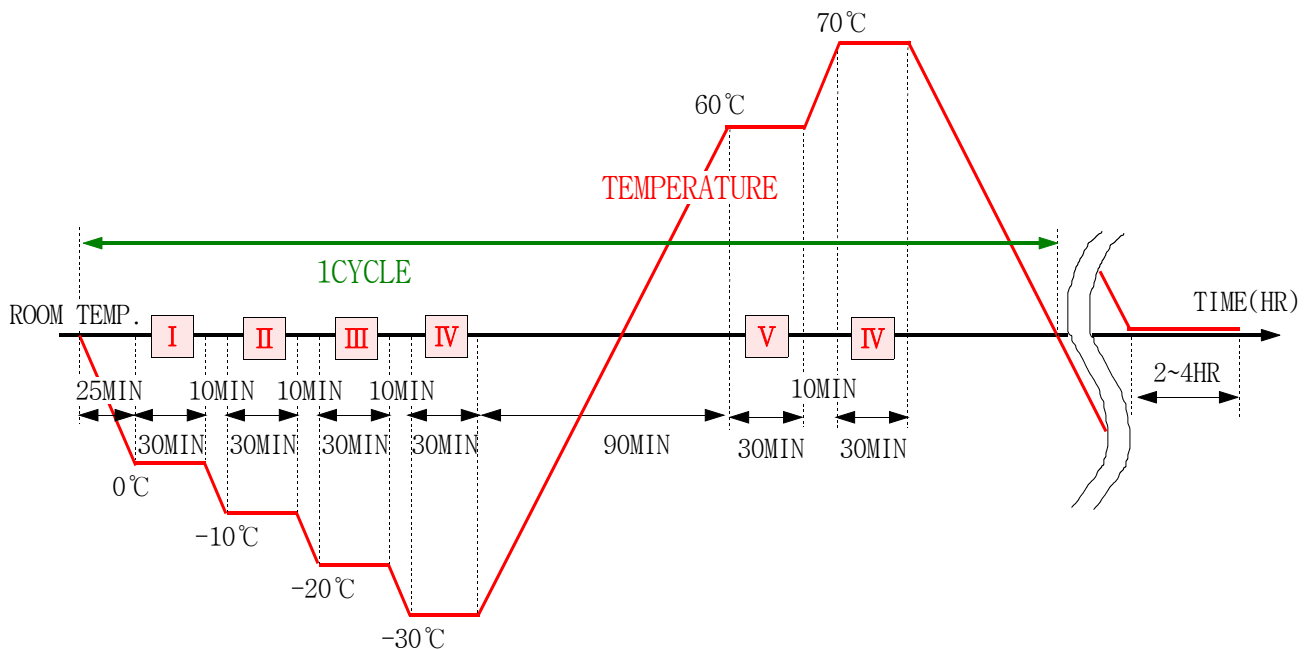 70℃
60℃
TEMPERATURE
1CYCLE
ROOM TEMP.
TIME(HR)
Ⅰ
Ⅱ
Ⅲ
Ⅳ
Ⅴ
Ⅳ
25MIN
10MIN
10MIN
10MIN
10MIN
2~4HR
30MIN
30MIN
30MIN
30MIN
90MIN
30MIN
30MIN
0℃
-10℃
-20℃
-30℃